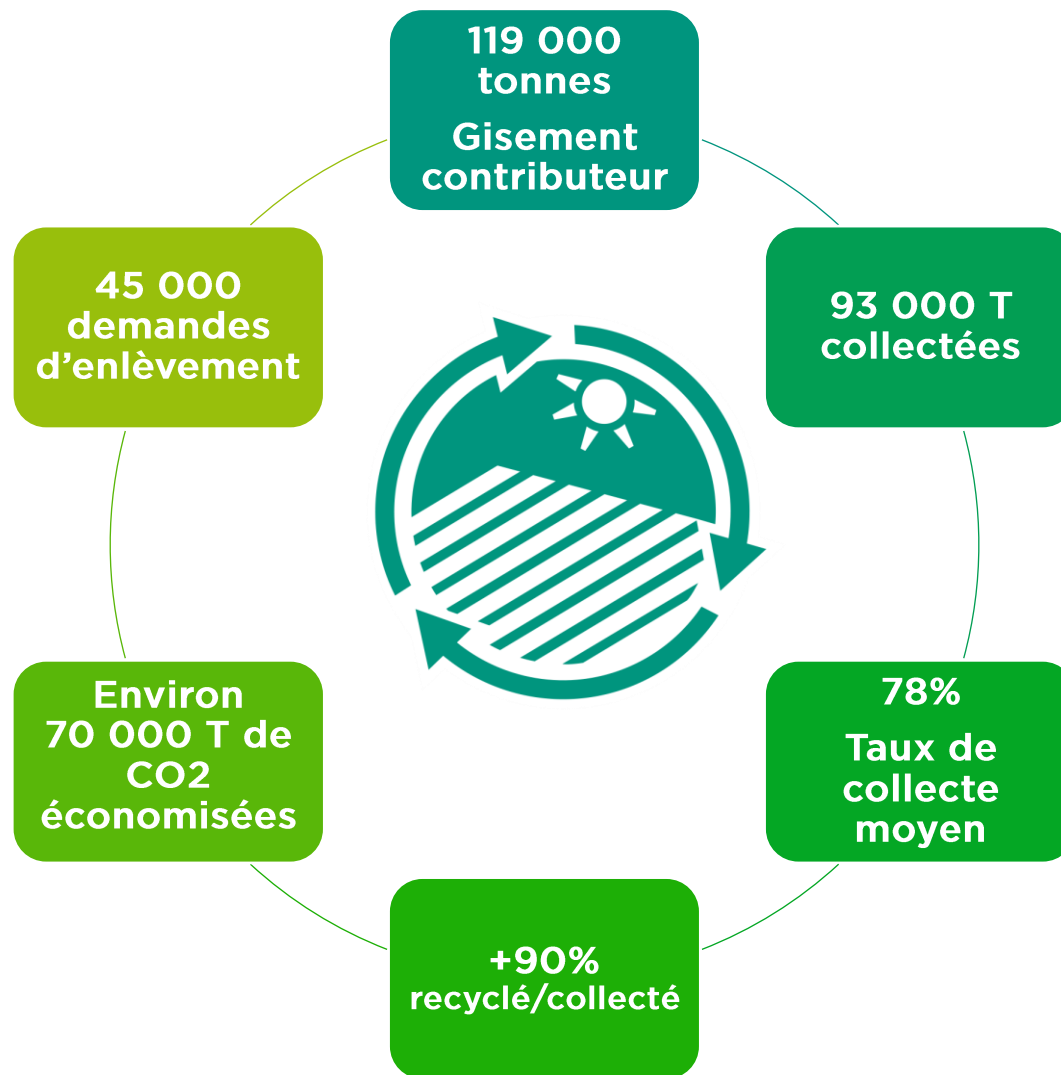 119 000
tonnes
Gisement
contributeur
93 000 T
collectées
78%
Taux de
collecte
moyen
+90%
recyclé/collecté
Environ
70 000 T de
CO2
économisées
45 000
demandes
d’enlèvement